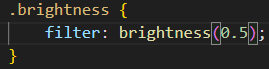 .brightness {
    filter: brightness(0.5);
}